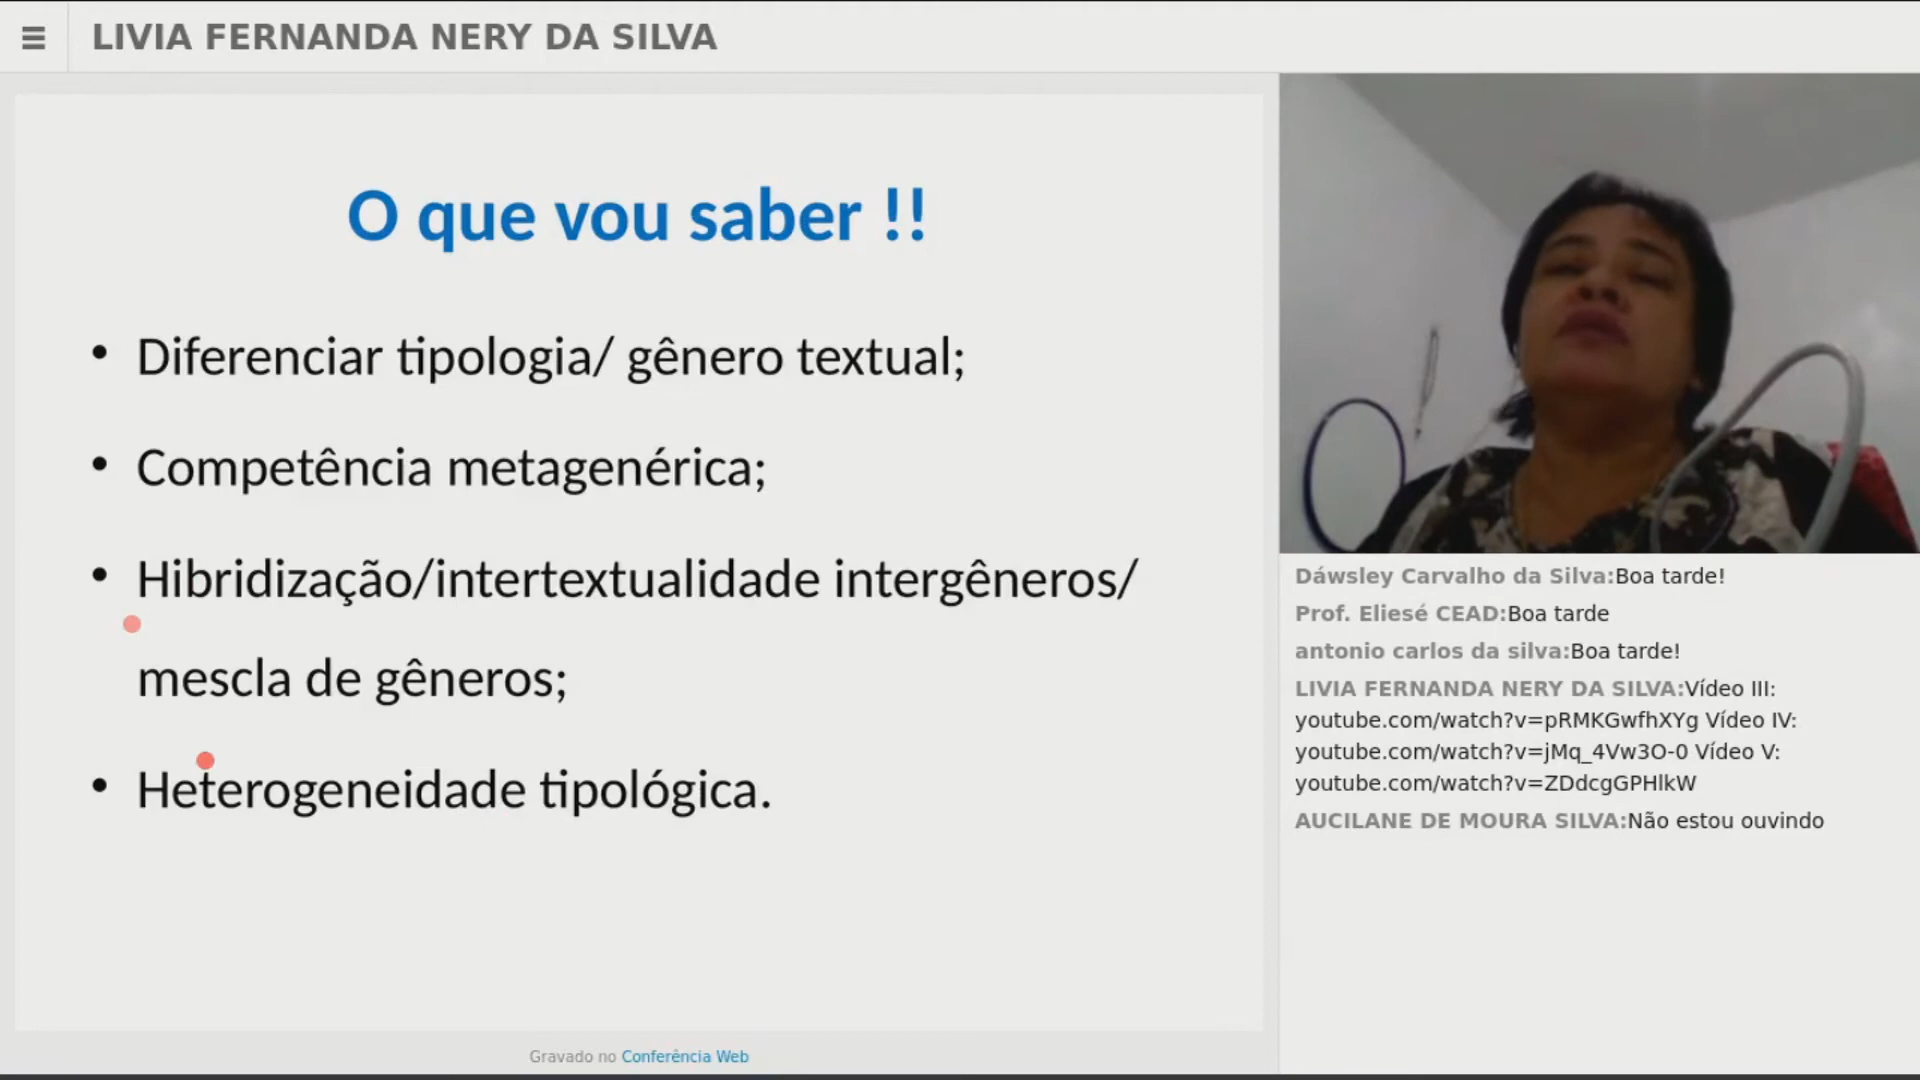 LIVIA FERNANDA NERY DA SILVA
O que vou saber !!
• Diferenciar tipologia/ gênero textual;
• Competência metagenérica;
• Hibridização/intertextualidade intergêneros/
mescla de gêneros;
• Heterogeneidade tipológica.
Gravado no Conferência Web
Dáwsley Carvalho da Silva:Boa tarde!
Prof. Eliesé CEAD:Boa tarde
antonio carlos da silva:Boa tarde!
LIVIA FERNANDA NERY DA SILVA:Vídeo III:
youtube.com/watch?v=pRMKGwfhXYg Vídeo IV:
youtube.com/watch?v=jMq_4Vw3O-0 Vídeo V:
youtube.com/watch?v=ZDdcgGPHlkW
AUCILANE DE MOURA SILVA:Não estou ouvindo